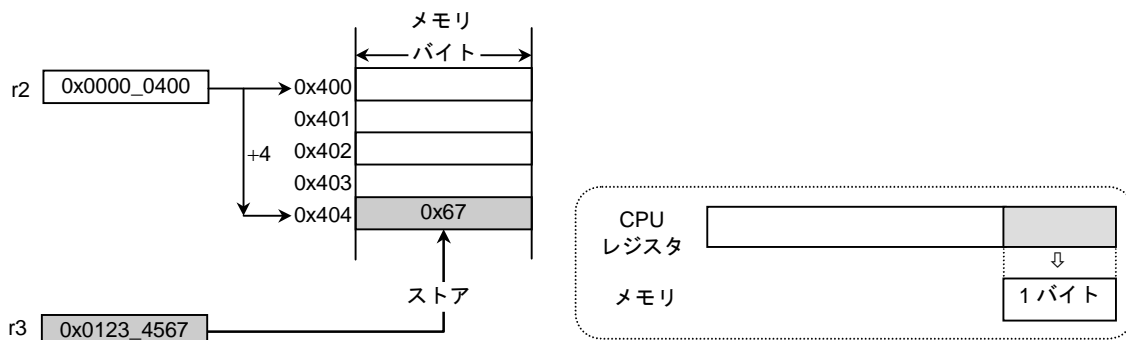 メモリ
バイト
r2 0x0000_0400
0x400
0x401
+4
0x402
0x403
0x404
0x67
ストア
r3 0x0123_4567
CPU
レジスタ
⇩
メモリ
1 バイト